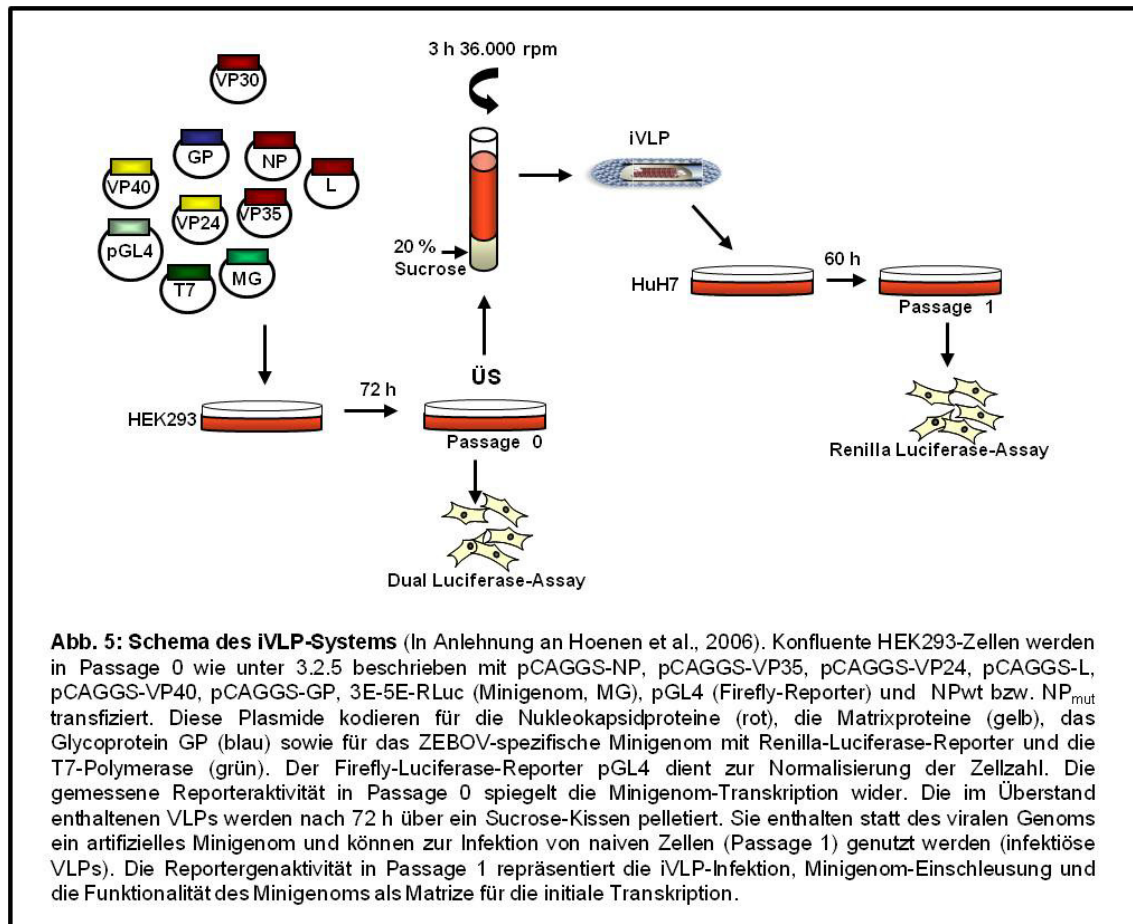 3 h 36.000 rpm
VP30
GP
NP
L
VP40
VP24
VP35
pGL4
T7
MG
20 %
Sucrose
iVLP
HuH7
60 h
Passage 1
Renilla Luciferase-Assay
HEK293
72 h
ÜS
Passage 0
Dual Luciferase-Assay
Abb. 5: Schema des iVLP-Systems (In Anlehnung an Hoenen et al., 2006). Konfluente HEK293-Zellen werden
in Passage 0 wie unter 3.2.5 beschrieben mit pCAGGS-NP, pCAGGS-VP35, pCAGGS-VP24, pCAGGS-L,
pCAGGS-VP40, pCAGGS-GP, 3E-5E-RLuc (Minigenom, MG), pGL4 (Firefly-Reporter) und NPwt bzw. NPmut
transfiziert. Diese Plasmide kodieren für die Nukleokapsidproteine (rot), die Matrixproteine (gelb), das
Glycoprotein GP (blau) sowie für das ZEBOV-spezifische Minigenom mit Renilla-Luciferase-Reporter und die
T7-Polymerase (grün). Der Firefly-Luciferase-Reporter pGL4 dient zur Normalisierung der Zellzahl. Die
gemessene Reporteraktivität in Passage 0 spiegelt die Minigenom-Transkription wider. Die im Überstand
enthaltenen VLPs werden nach 72 h über ein Sucrose-Kissen pelletiert. Sie enthalten statt des viralen Genoms
ein artifizielles Minigenom und können zur Infektion von naiven Zellen (Passage 1) genutzt werden (infektiöse
VLPs). Die Reportergenaktivität in Passage 1 repräsentiert die iVLP-Infektion, Minigenom-Einschleusung und
die Funktionalität des Minigenoms als Matrize für die initiale Transkription.